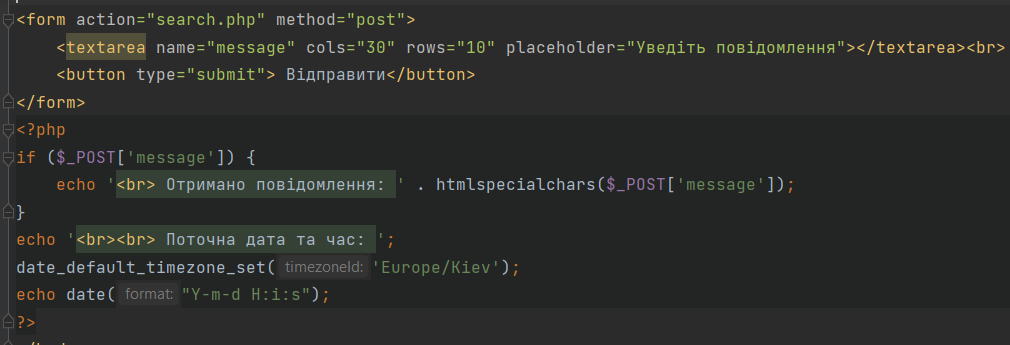 <form action="search.php" method="post">
    <textarea name="message" cols="30" rows="10" placeholder="Уведіть повідомлення"></textarea><br>
    <button type="submit"> Відправити</button>
</form>
<?php
if ($_POST['message']) {
    echo '<br> Отримано повідомлення: ' . htmlspecialchars($_POST['message']);
}
echo '<br><br> Поточна дата та час: ';
date_default_timezone_set( timezoneId: 'Europe/Kiev');
echo date( format: "Y-m-d H:i:s");
?>